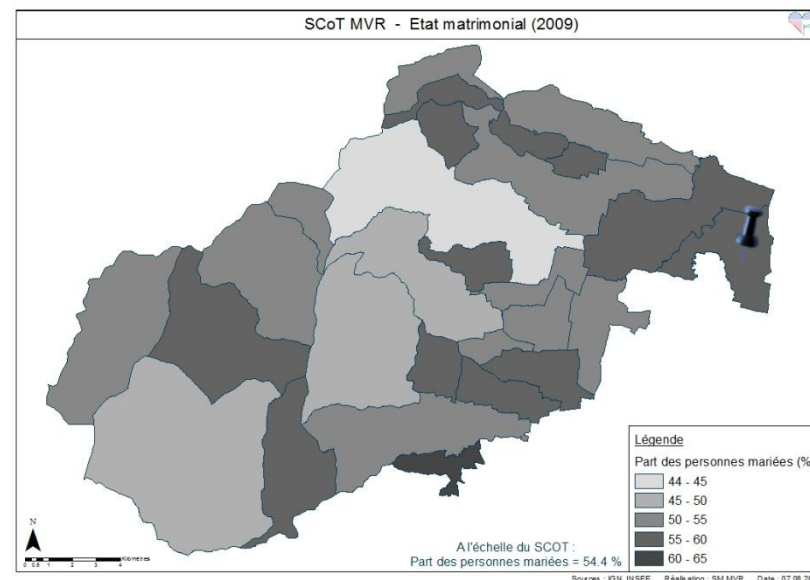 SCoT MVR - Etat matrimonial (2009)
Légende
Part des personnes mariées (%
44 - 45
45 - 50
50 - 55
55 - 60
60 - 65
N
0 0.5 1 2 3 4
Kilomètres
A l'échelle du SCOT :
Part des personnes mariées = 54.4 %
Sources : IGN, INSEE Réalisation : SM MVR Date : 07.08.2